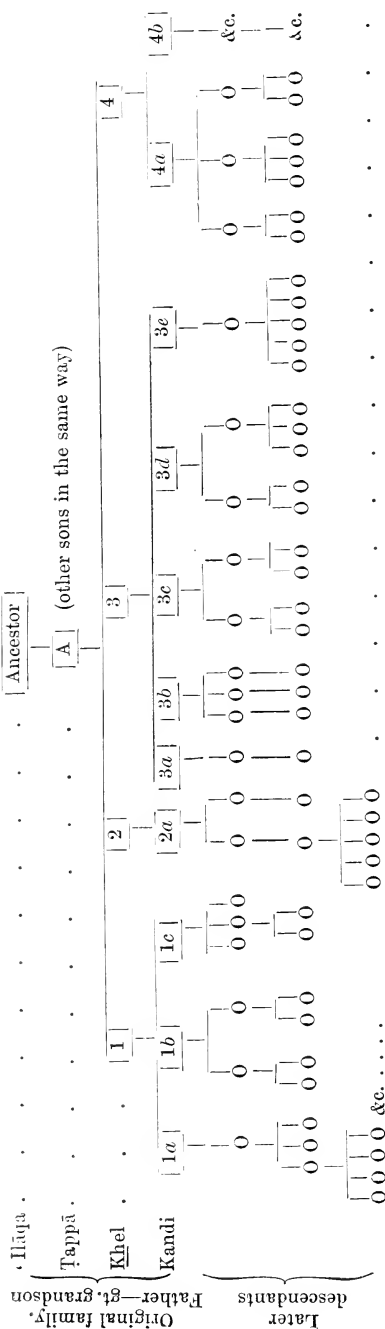 Original family.
Father—gt. grandson
'Ilāqa . . . . . . . . Ancestor
Ṭappā . . . . . . . . A (other sons in the same way)
Khel . . . 1 2 3 4
Kandi 1a 1b 1c 2a 3a 3b 3c 3d 3e 4a 4b
Later
descendants
O O O O O O O O O O O O O O O O O O O O &c.
O O O O O O O O O O O O O O O O O O O O O O O O O O O O O O O O O O O O O &c.
O O O O &c. . . . . . O O O O O . . . . . . . .